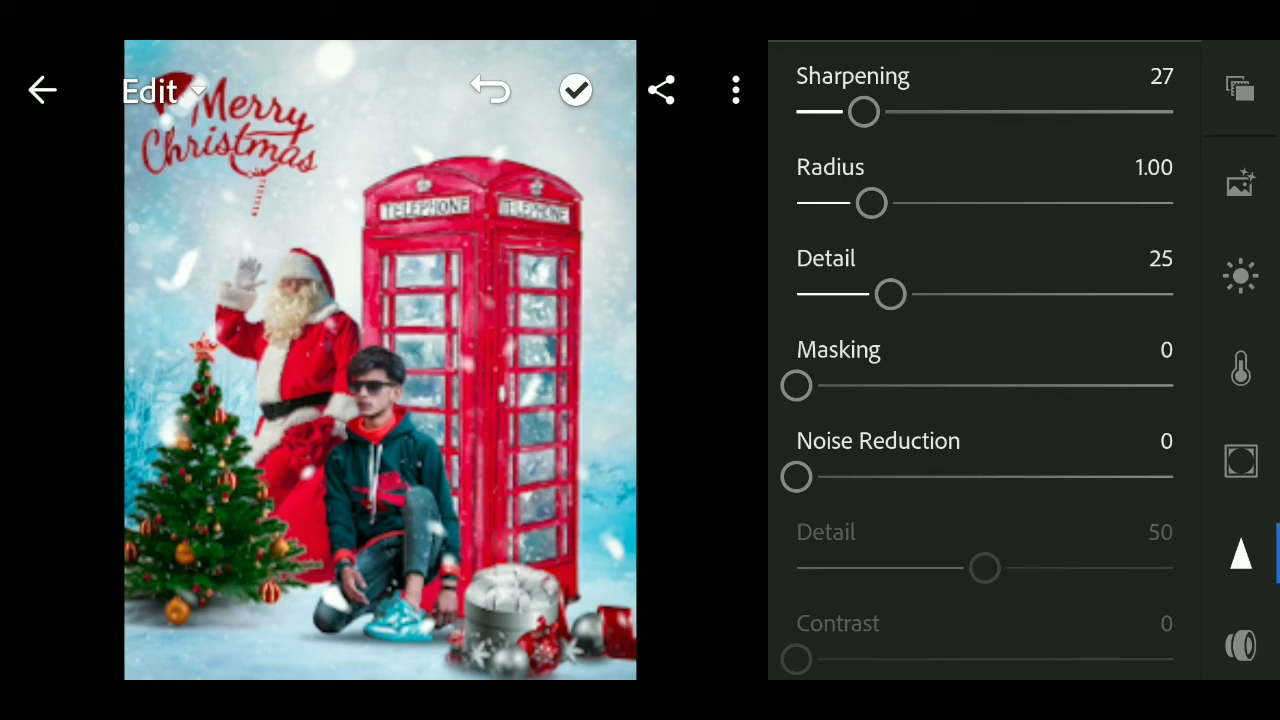 Edit
Merry
Christmas
TELEPHONE
TELEPHONE
Sharpening 27
Radius 1.00
Detail 25
Masking 0
Noise Reduction 0
Detail 50
Contrast 0